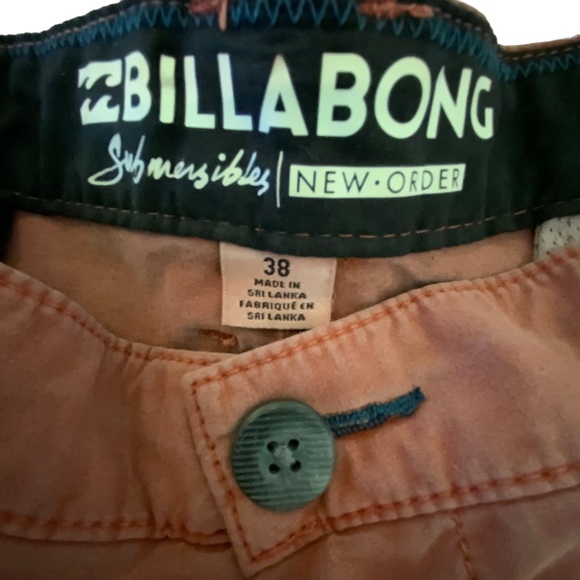 BILLABONG
Submersibles | NEW·ORDER
38
MADE IN
SRI LANKA
FABRIQUÉ EN
SRI LANKA